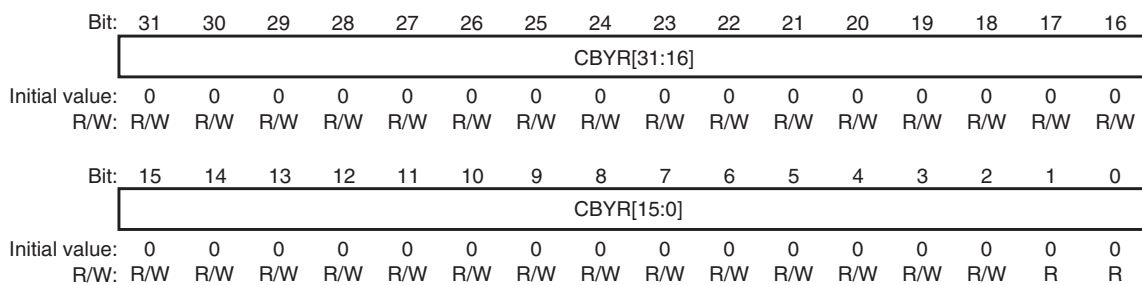 Bit: 31 30 29 28 27 26 25 24 23 22 21 20 19 18 17 16
CBYR[31:16]
Initial value: 0 0 0 0 0 0 0 0 0 0 0 0 0 0 0 0
R/W: R/W R/W R/W R/W R/W R/W R/W R/W R/W R/W R/W R/W R/W R/W R/W R/W
Bit: 15 14 13 12 11 10 9 8 7 6 5 4 3 2 1 0
CBYR[15:0]
Initial value: 0 0 0 0 0 0 0 0 0 0 0 0 0 0 0 0
R/W: R/W R/W R/W R/W R/W R/W R/W R/W R/W R/W R/W R/W R/W R/W R R